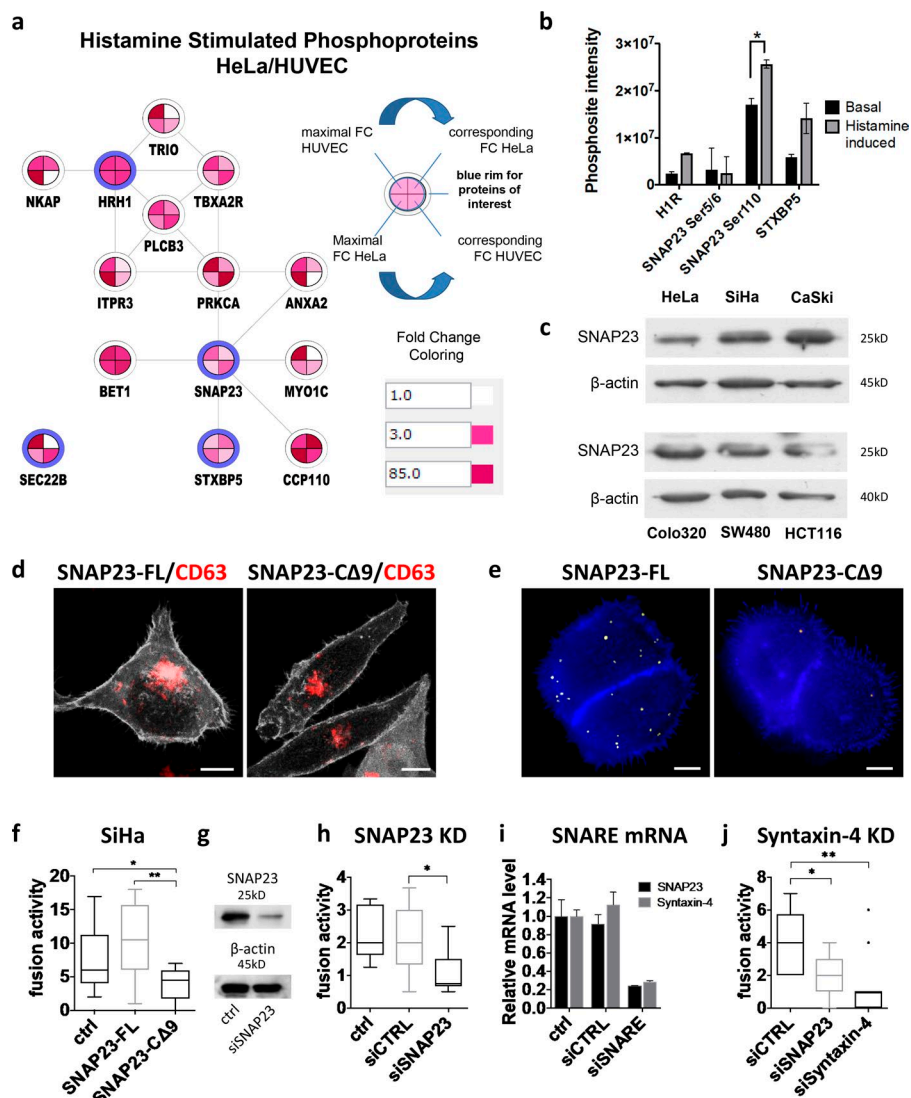 a
Histamine Stimulated Phosphoproteins
HeLa/HUVEC
TRIO
NKAP
HRH1
TBXA2R
PLCB3
ITPR3
PRKCA
ANXA2
BET1
SNAP23
MYO1C
SEC22B
STXBP5
CCP110
maximal FC
HUVEC
corresponding
FC HeLa
blue rim for
proteins of
interest
Maximal
FC HeLa
corresponding
FC HUVEC
Fold Change
Coloring
1.0
3.0
85.0
b
Phosphosite intensity
3×10⁷
2×10⁷
1×10⁷
0
*
Basal
Histamine
induced
H1R
SNAP23 Ser5/6
SNAP23 Ser110
STXBP5
c
HeLa SiHa CaSki
SNAP23 25kD
β-actin 45kD
SNAP23 25kD
β-actin 40kD
Colo320 SW480 HCT116
d
SNAP23-FL/CD63
SNAP23-CΔ9/CD63
e
SNAP23-FL
SNAP23-CΔ9
f
SiHa
fusion activity
20
15
10
5
0
*
**
ctrl
SNAP23-FL
SNAP23-CΔ9
g
SNAP23
25kD
β-actin
45kD
ctrl
siSNAP23
h
SNAP23 KD
fusion activity
5
4
3
2
1
0
*
ctrl
siCTRL
siSNAP23
i
SNARE mRNA
Relative mRNA level
1.4
1.2
1.0
0.8
0.6
0.4
0.2
0.0
SNAP23
Syntaxin-4
ctrl
siCTRL
siSNARE
j
Syntaxin-4 KD
fusion activity
8
6
4
2
0
**
*
siCTRL
siSNAP23
siSyntaxin-4